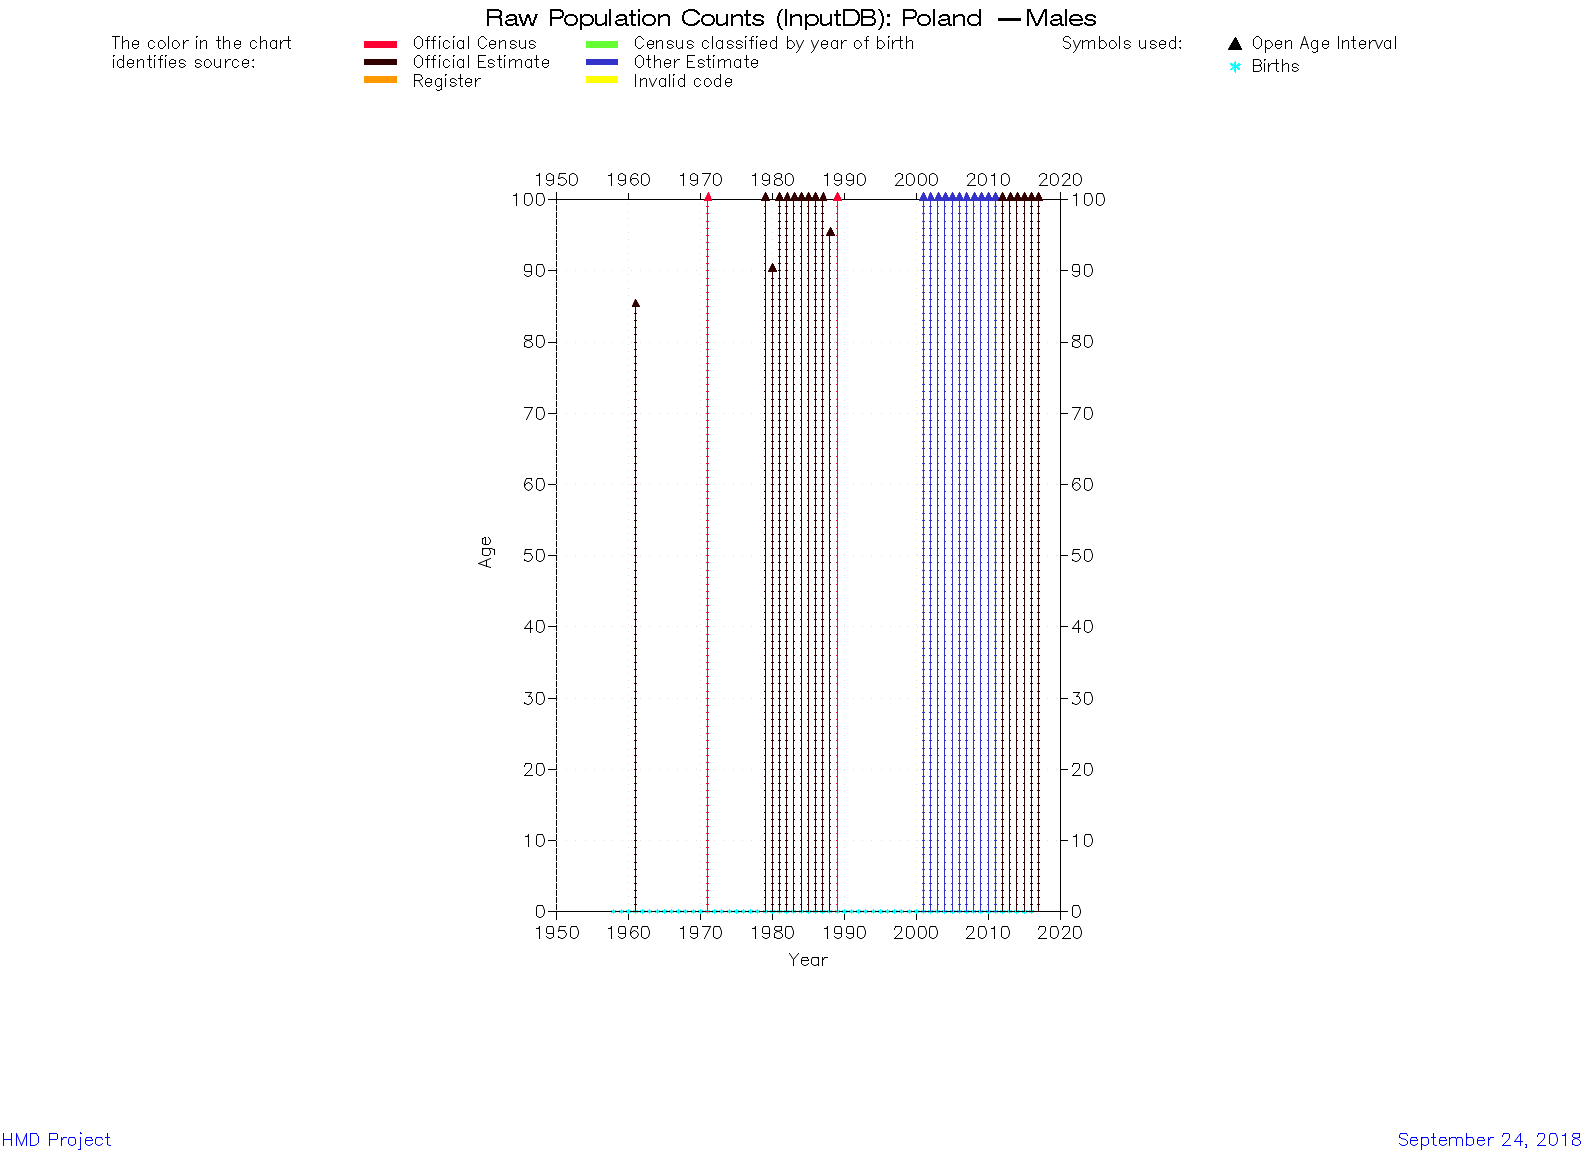 Raw Population Counts (InputDB): Poland — Males
The color in the chart
identifies source:
Official Census
Official Estimate
Register
Census classified by year of birth
Other Estimate
Invalid code
Symbols used:
Open Age Interval
Births
1950 1960 1970 1980 1990 2000 2010 2020
100 100
90 90
80 80
70 70
60 60
50 50
40 40
30 30
20 20
10 10
0 0
Age
1950 1960 1970 1980 1990 2000 2010 2020
Year
HMD Project
September 24, 2018